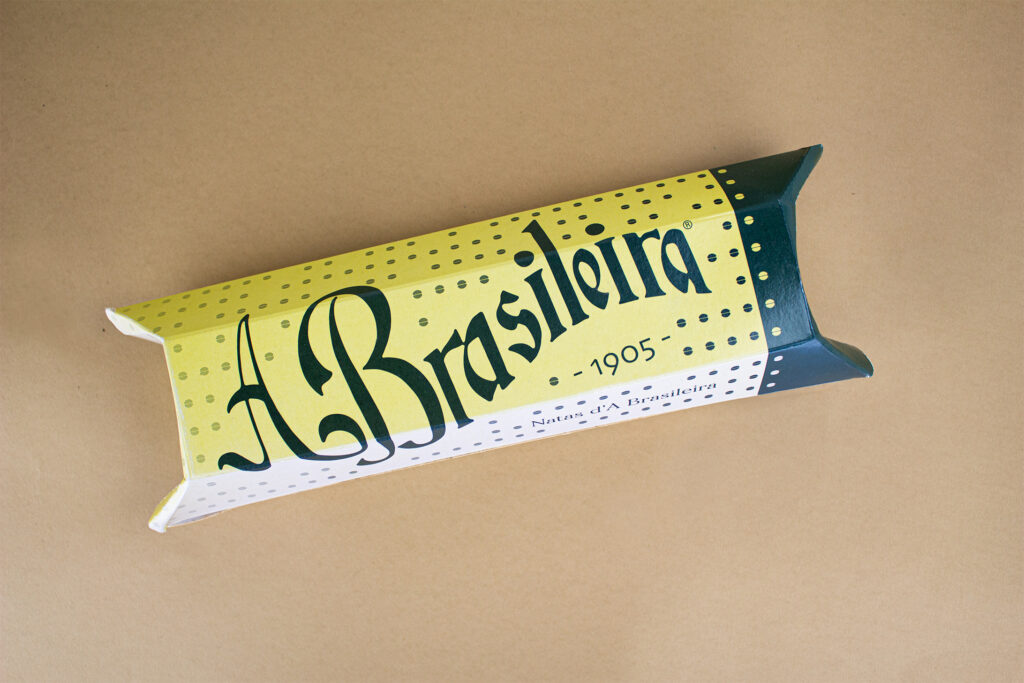 A Brasileira®
- 1905 -
Natas d'A Brasileira